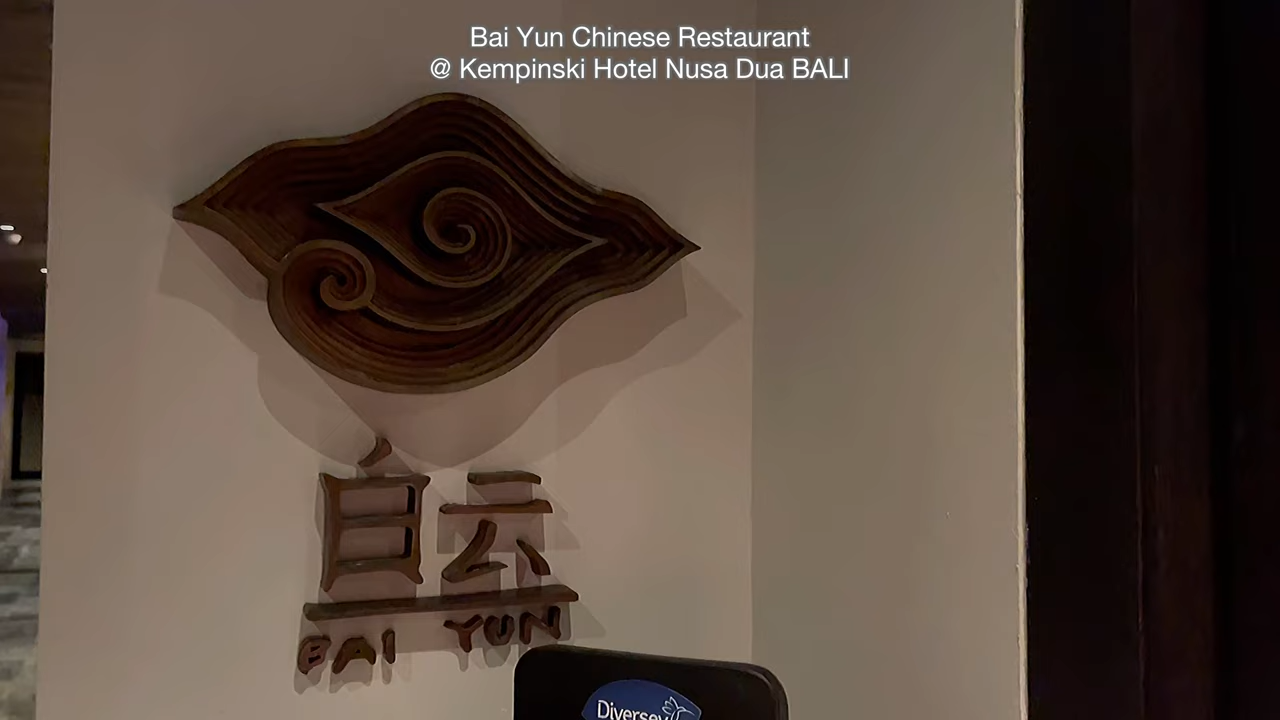 Bai Yun Chinese Restaurant
@ Kempinski Hotel Nusa Dua BALI
白云
BAI YUN
Diversey